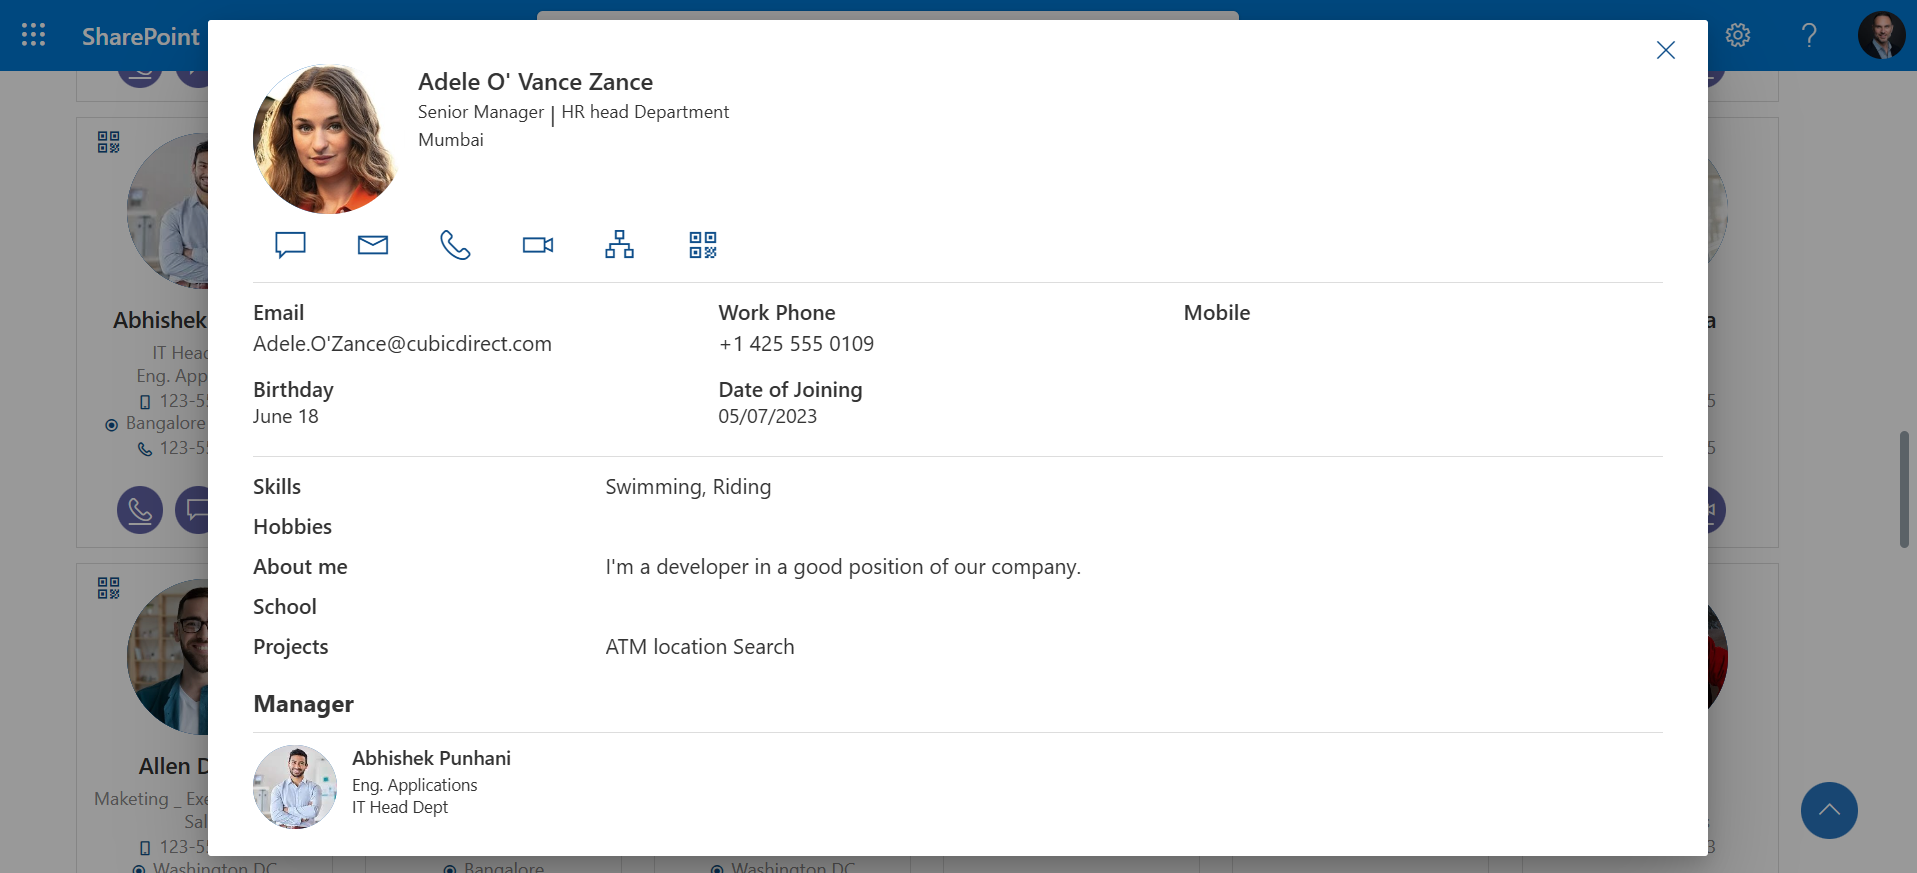 SharePoint
Adele O' Vance Zance
Senior Manager | HR head Department
Mumbai
Email
Adele.O'Zance@cubicdirect.com
Work Phone
+1 425 555 0109
Mobile
Birthday
June 18
Date of Joining
05/07/2023
Skills
Swimming, Riding
Hobbies
About me
I'm a developer in a good position of our company.
School
Projects
ATM location Search
Manager
Abhishek Punhani
Eng. Applications
IT Head Dept
Abhishek
IT Head
Eng. App
123-5
Bangalore
123-5
Allen D
Maketing _ Exe
Sal
123-5
Washington DC
Bangalore
Washington DC
a
5
5
3